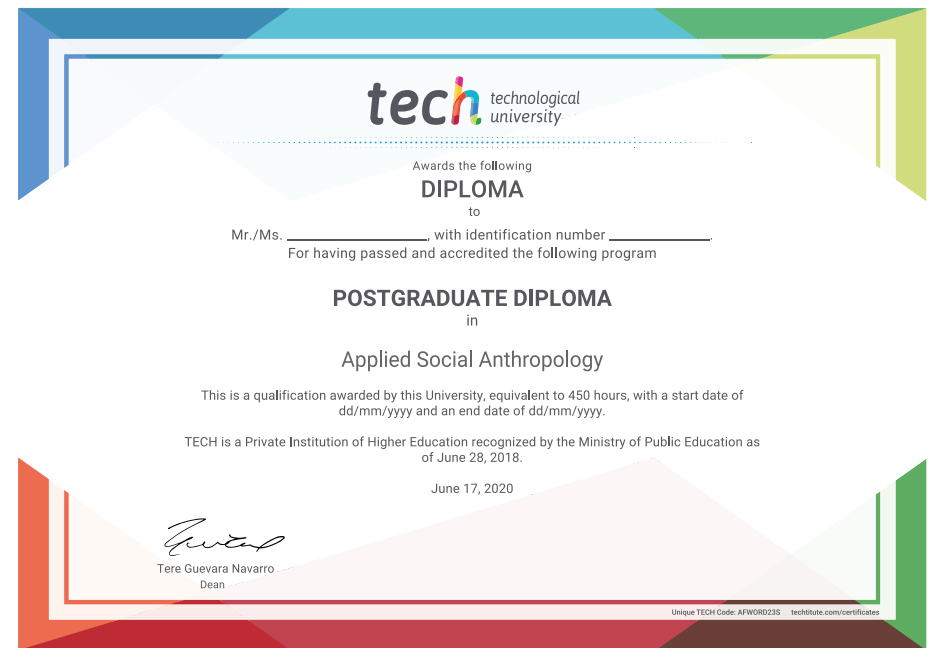 tech technological
university
Awards the following
DIPLOMA
to
Mr./Ms. ____________________, with identification number ______________.
For having passed and accredited the following program
POSTGRADUATE DIPLOMA
in
Applied Social Anthropology
This is a qualification awarded by this University, equivalent to 450 hours, with a start date of
dd/mm/yyyy and an end date of dd/mm/yyyy.
TECH is a Private Institution of Higher Education recognized by the Ministry of Public Education as
of June 28, 2018.
June 17, 2020
Tere Guevara Navarro
Dean
Unique TECH Code: AFWORD23S techtitute.com/certificates